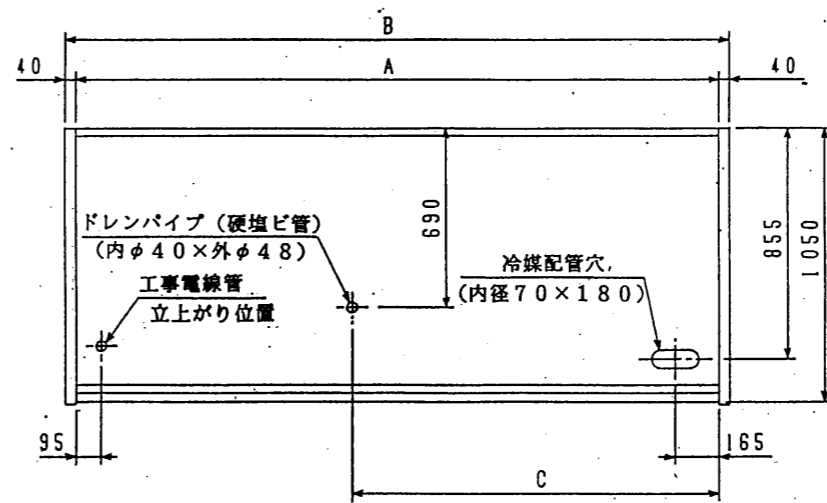 B
40
A
40
690
855
1050
ドレンパイプ（硬塩ビ管）
（内φ40×外φ48）
冷媒配管穴
（内径70×180）
工事電線管
立上がり位置
95
165
C